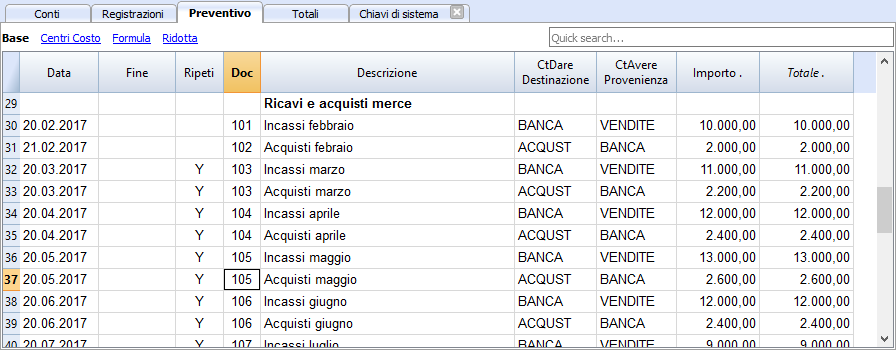 Conti Registrazioni Preventivo Totali Chiavi di sistema
Base Centri Costo Formula Ridotta Quick search...
Data Fine Ripeti Doc Descrizione CtDare Destinazione CtAvere Provenienza Importo . Totale .
29 Ricavi e acquisti merce
30 20.02.2017 101 Incassi febbraio BANCA VENDITE 10.000,00 10.000,00
31 21.02.2017 102 Acquisti febraio ACQUST BANCA 2.000,00 2.000,00
32 20.03.2017 Y 103 Incassi marzo BANCA VENDITE 11.000,00 11.000,00
33 20.03.2017 Y 103 Acquisti marzo ACQUST BANCA 2.200,00 2.200,00
34 20.04.2017 Y 104 Incassi aprile BANCA VENDITE 12.000,00 12.000,00
35 20.04.2017 Y 104 Acquisti aprile ACQUST BANCA 2.400,00 2.400,00
36 20.05.2017 Y 105 Incassi maggio BANCA VENDITE 13.000,00 13.000,00
37 20.05.2017 Y 105 Acquisti maggio ACQUST BANCA 2.600,00 2.600,00
38 20.06.2017 Y 106 Incassi giugno BANCA VENDITE 12.000,00 12.000,00
39 20.06.2017 Y 106 Acquisti giugno ACQUST BANCA 2.400,00 2.400,00
40 20.07.2017 Y 107 Incassi luglio BANCA VENDITE 9.000,00 9.000,00